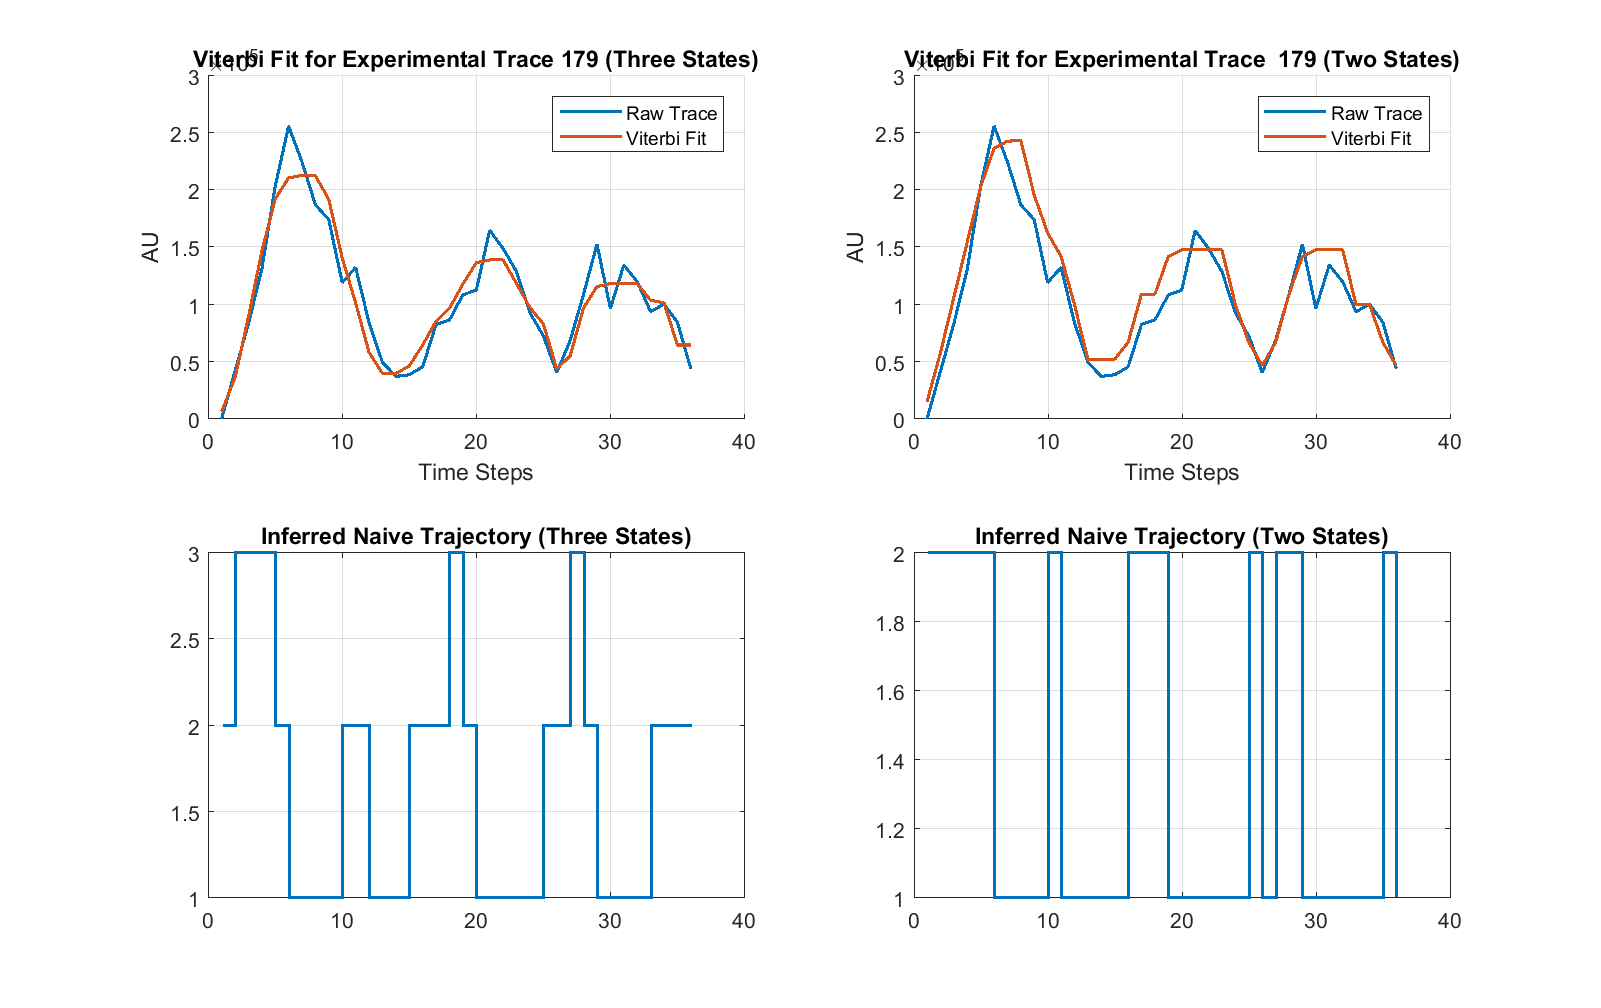 Viterbi Fit for Experimental Trace 179 (Three States)
×10^5
3
2.5
2
1.5
1
0.5
0
AU
Raw Trace
Viterbi Fit
0 10 20 30 40
Time Steps
Viterbi Fit for Experimental Trace  179 (Two States)
×10^5
3
2.5
2
1.5
1
0.5
0
AU
Raw Trace
Viterbi Fit
0 10 20 30 40
Time Steps
Inferred Naive Trajectory (Three States)
3
2.5
2
1.5
1
0 10 20 30 40
Inferred Naive Trajectory (Two States)
2
1.8
1.6
1.4
1.2
1
0 10 20 30 40